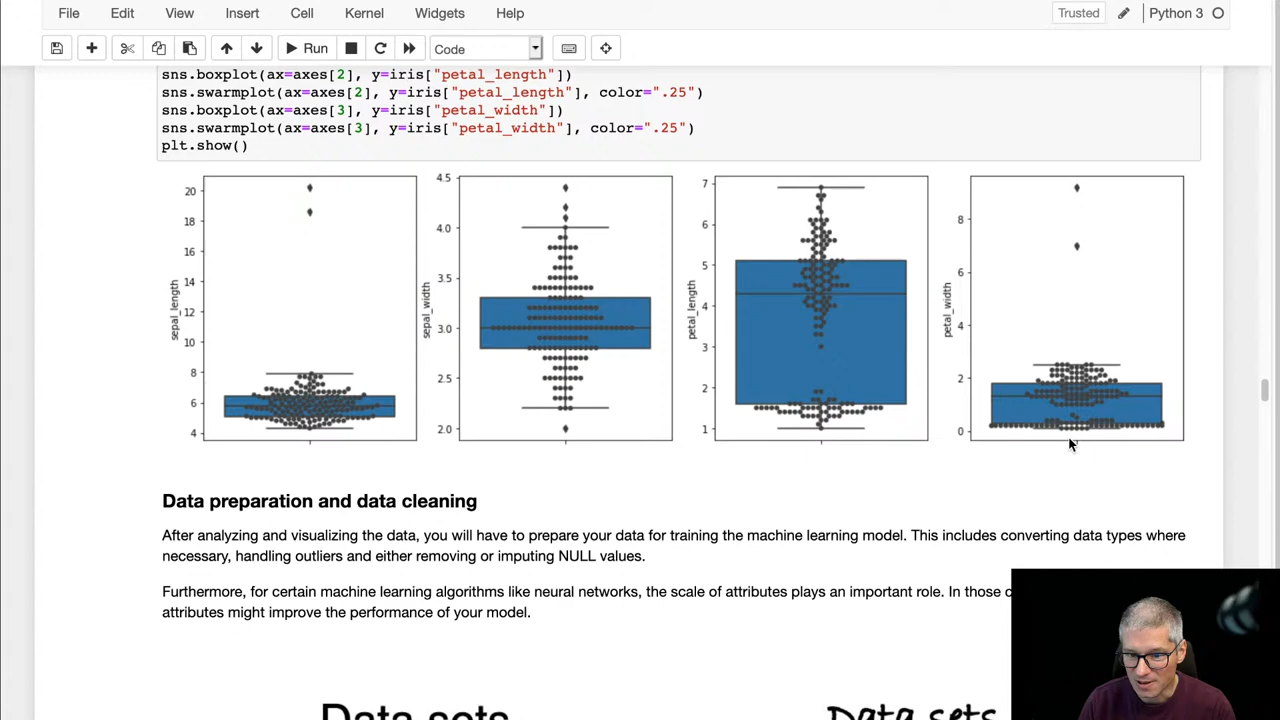 File Edit View Insert Cell Kernel Widgets Help Trusted Python 3
Run Code
sns.boxplot(ax=axes[2], y=iris["petal_length"])
sns.swarmplot(ax=axes[2], y=iris["petal_length"], color=".25")
sns.boxplot(ax=axes[3], y=iris["petal_width"])
sns.swarmplot(ax=axes[3], y=iris["petal_width"], color=".25")
plt.show()
sepal_length
20
18
16
14
12
10
8
6
4
sepal_width
4.5
4.0
3.5
3.0
2.5
2.0
petal_length
7
6
5
4
3
2
1
petal_width
8
6
4
2
0
Data preparation and data cleaning
After analyzing and visualizing the data, you will have to prepare your data for training the machine learning model. This includes converting data types where
necessary, handling outliers and either removing or imputing NULL values.
Furthermore, for certain machine learning algorithms like neural networks, the scale of attributes plays an important role. In those
attributes might improve the performance of your model.
Data sets Data sets